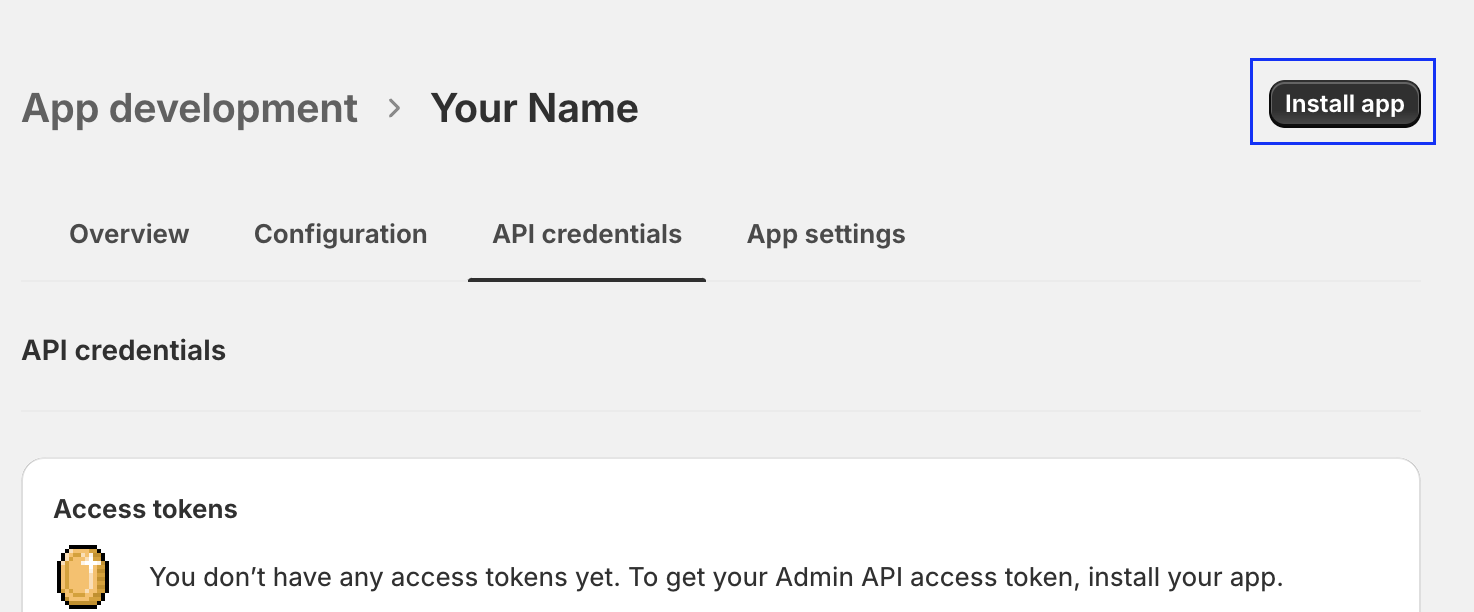 App development > Your Name
Install app
Overview Configuration API credentials App settings
API credentials
Access tokens
You don’t have any access tokens yet. To get your Admin API access token, install your app.